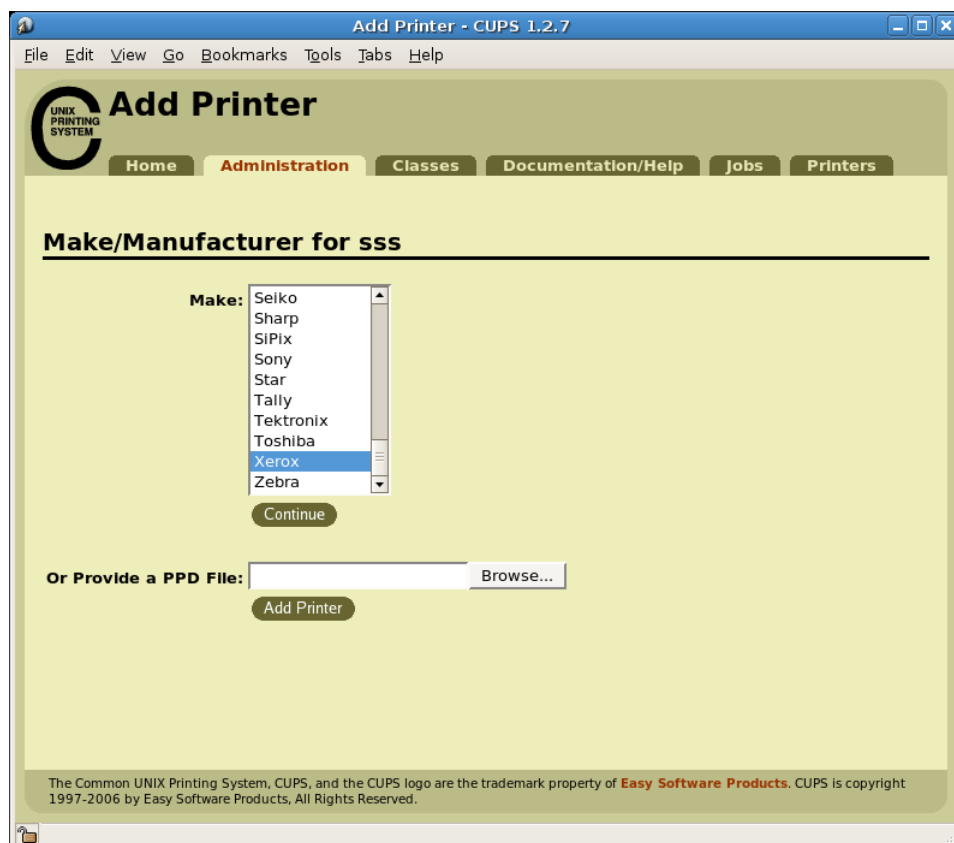 Add Printer - CUPS 1.2.7
File Edit View Go Bookmarks Tools Tabs Help
UNIX
PRINTING
SYSTEM
Add Printer
Home Administration Classes Documentation/Help Jobs Printers
Make/Manufacturer for sss
Make:
Seiko
Sharp
SiPix
Sony
Star
Tally
Tektronix
Toshiba
Xerox
Zebra
Continue
Or Provide a PPD File: Browse...
Add Printer
The Common UNIX Printing System, CUPS, and the CUPS logo are the trademark property of Easy Software Products. CUPS is copyright
1997-2006 by Easy Software Products, All Rights Reserved.